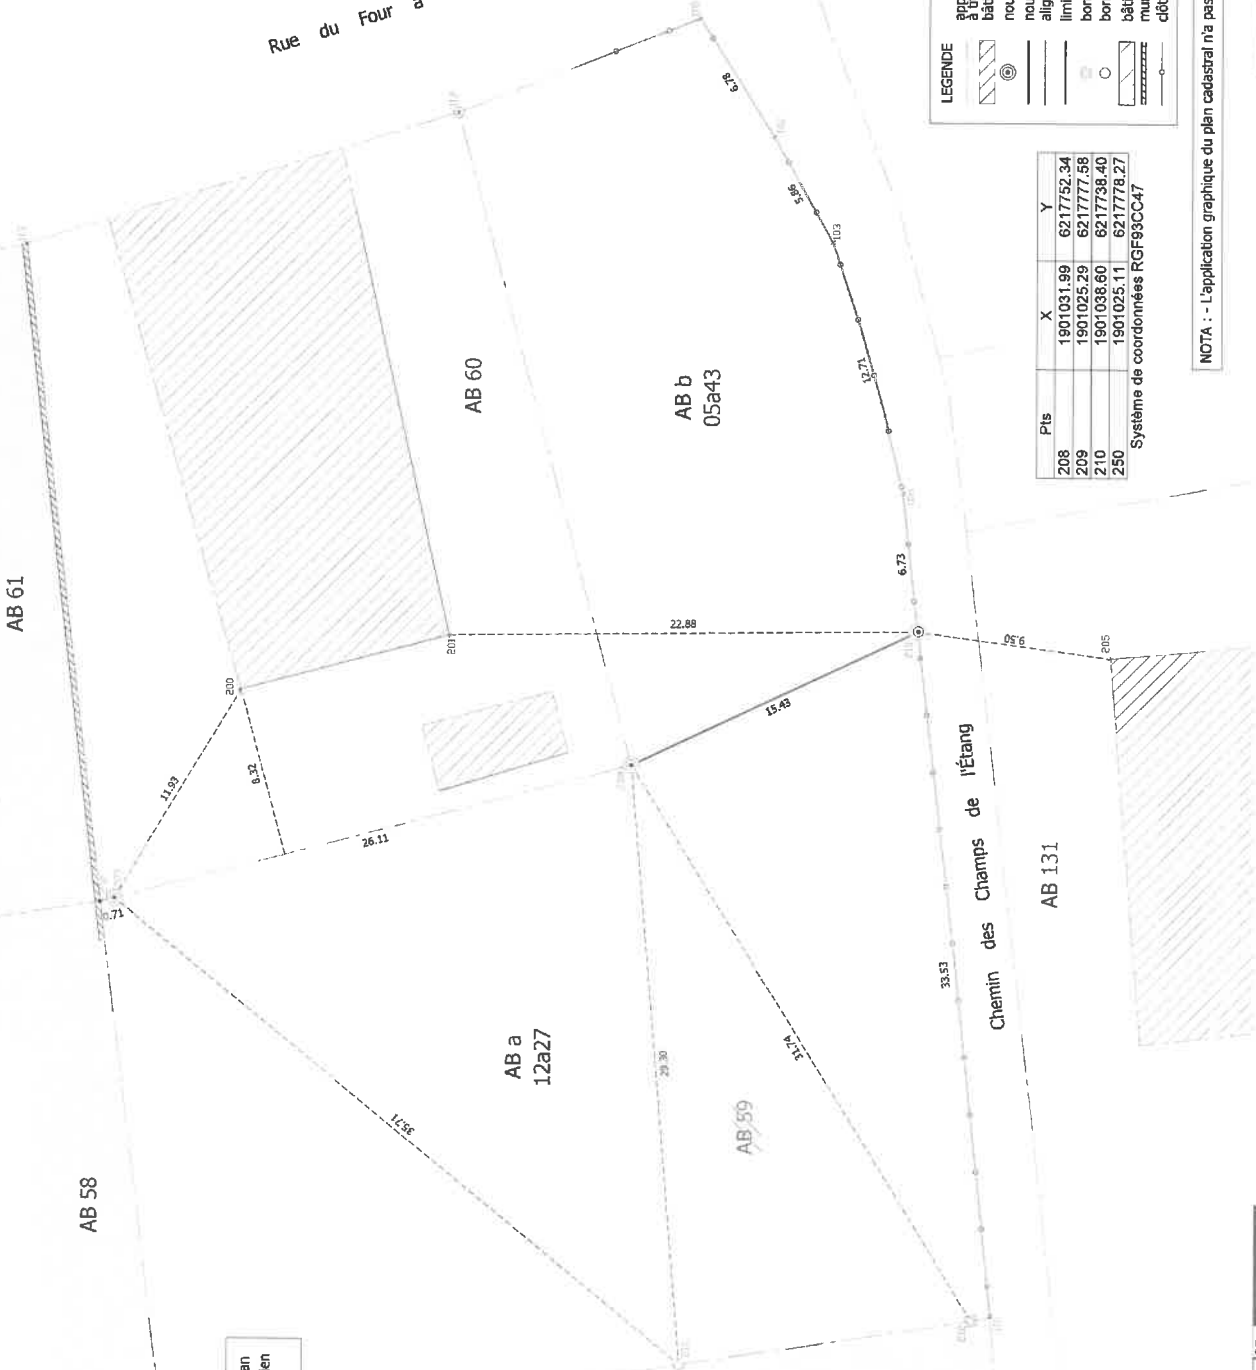 Rue du Four à
AB 61
AB 58
AB 60
AB b
05a43
AB a
12a27
AB 59
AB 131
Chemin des Champs de l'Étang
200
201
205
103
11.93
8.32
26.11
22.88
15.43
9.50
6.73
12.71
5.86
6.78
35.71
29.30
31.74
33.53
LEGENDE
Pts X Y
208 1901031.99 6217752.34
209 1901025.29 6217777.58
210 1901038.60 6217738.40
250 1901025.11 6217778.27
Système de coordonnées RGF93CC47
NOTA : - L'application graphique du plan cadastral n'a pas